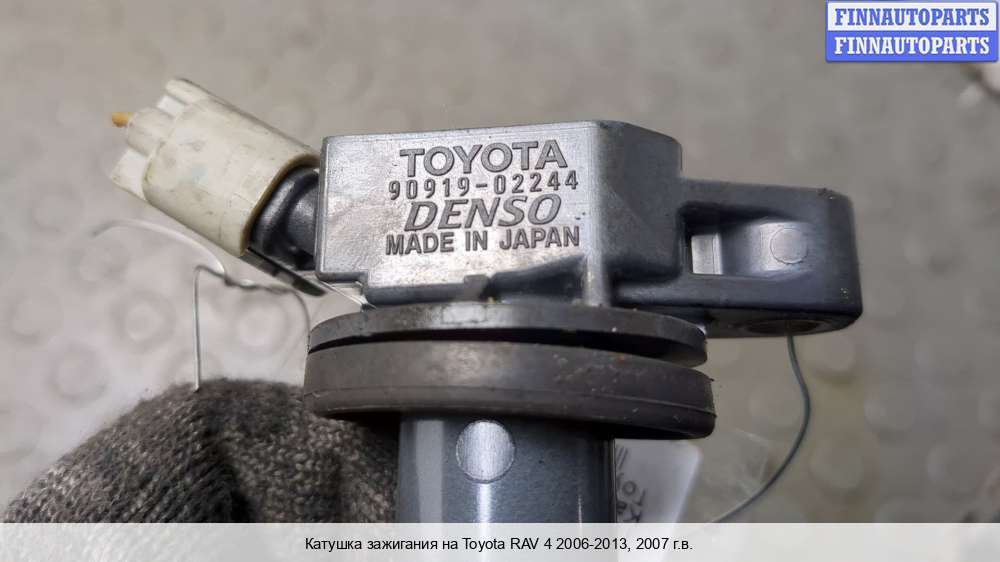 FINNAUTOPARTS
FINNAUTOPARTS
TOYOTA
90919-02244
DENSO
MADE IN JAPAN
Катушка зажигания на Toyota RAV 4 2006-2013, 2007 г.в.